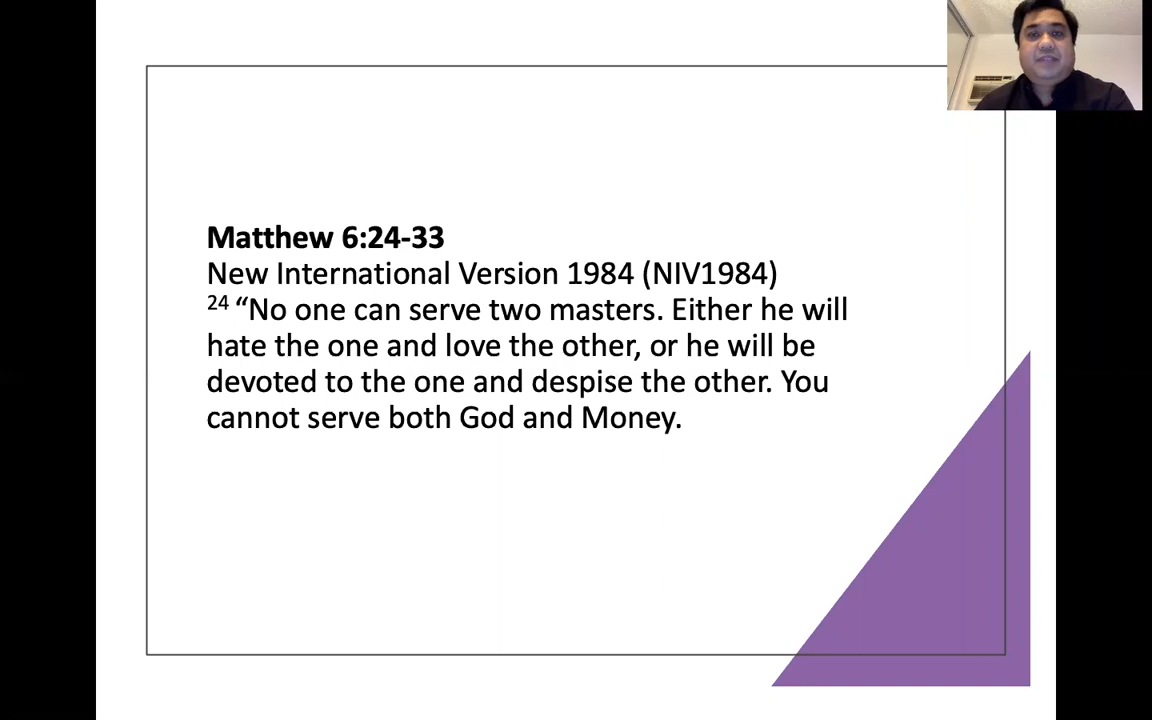 Matthew 6:24-33
New International Version 1984 (NIV1984)
24 “No one can serve two masters. Either he will
hate the one and love the other, or he will be
devoted to the one and despise the other. You
cannot serve both God and Money.